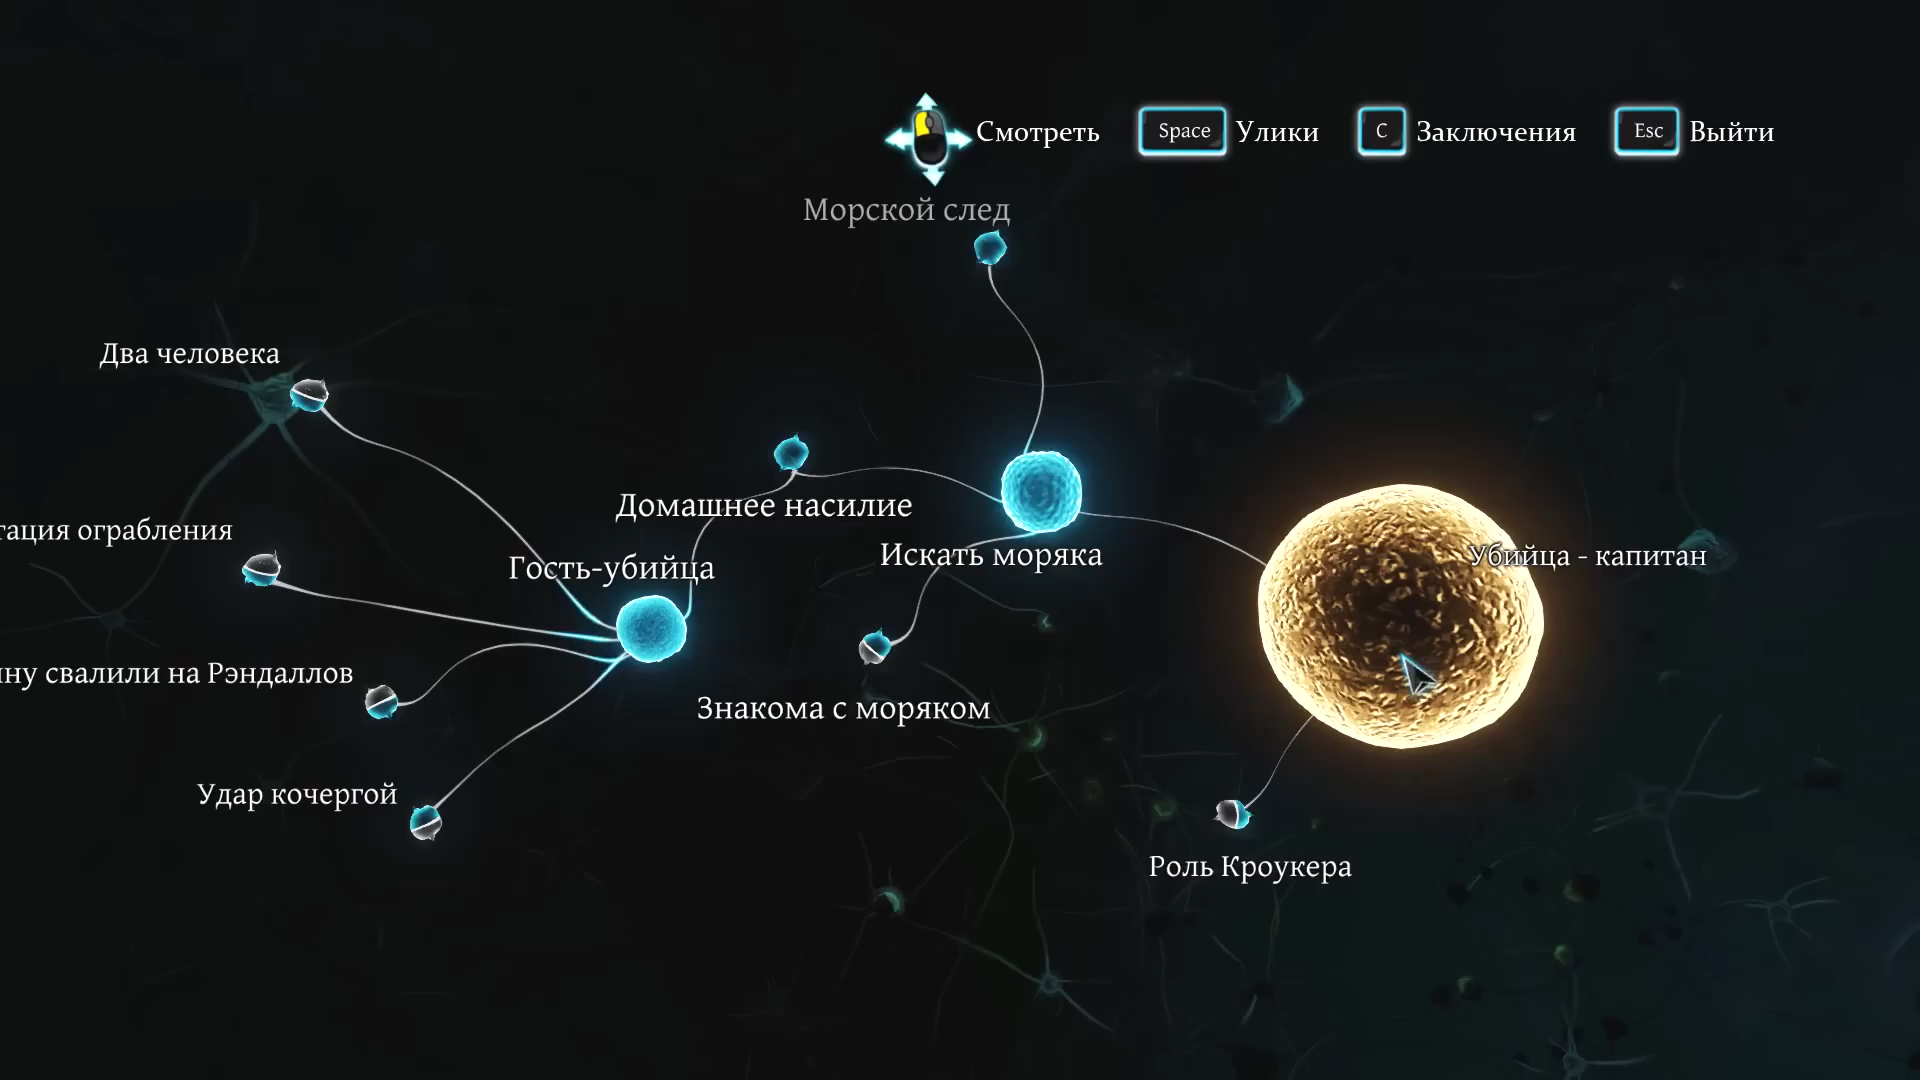 Смотреть
Space Улики
C Заключения
Esc Выйти
Морской след
Два человека
Домашнее насилие
тация ограбления
Гость-убийца
Искать моряка
Убийца - капитан
ну свалили на Рэндаллов
Знакома с моряком
Удар кочергой
Роль Кроукера